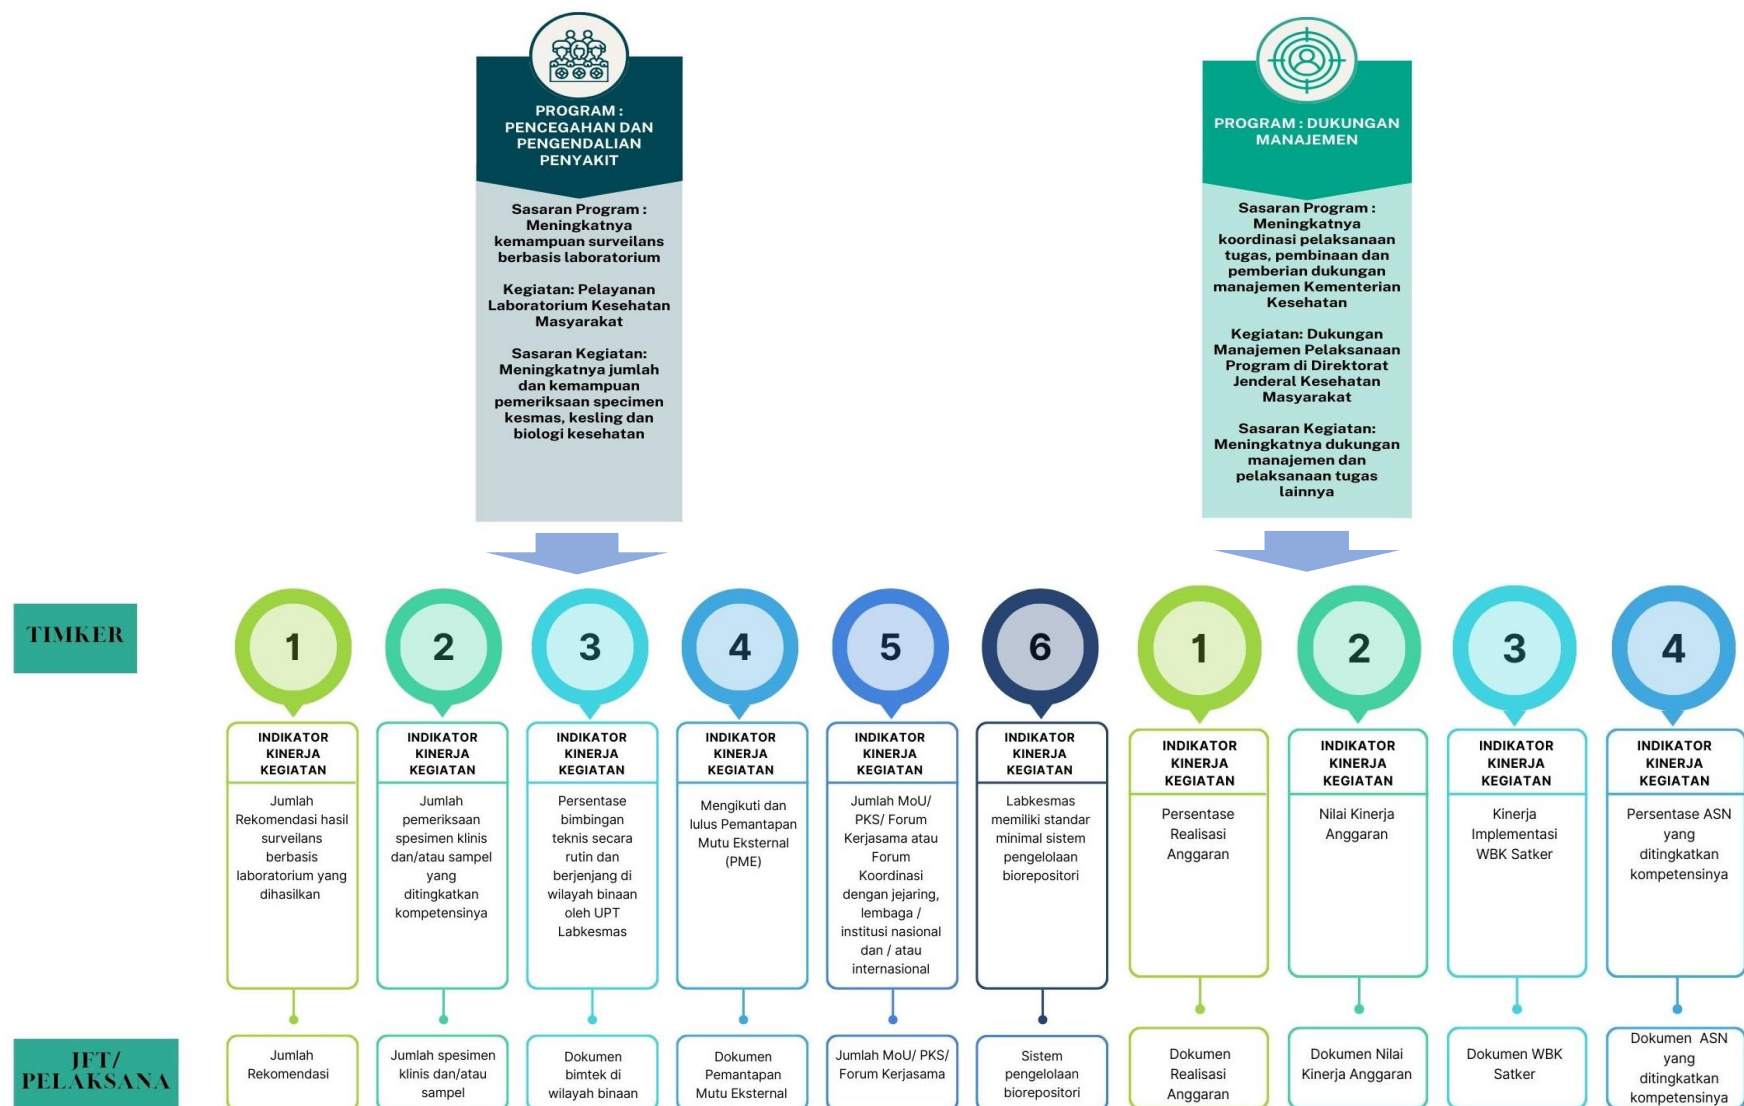 PROGRAM :
PENCEGAHAN DAN
PENGENDALIAN
PENYAKIT
Sasaran Program :
Meningkatnya
kemampuan surveilans
berbasis laboratorium
Kegiatan: Pelayanan
Laboratorium Kesehatan
Masyarakat
Sasaran Kegiatan:
Meningkatnya jumlah
dan kemampuan
pemeriksaan specimen
kesmas, kesling dan
biologi kesehatan
PROGRAM : DUKUNGAN
MANAJEMEN
Sasaran Program :
Meningkatnya
koordinasi pelaksanaan
tugas, pembinaan dan
pemberian dukungan
manajemen Kementerian
Kesehatan
Kegiatan: Dukungan
Manajemen Pelaksanaan
Program di Direktorat
Jenderal Kesehatan
Masyarakat
Sasaran Kegiatan:
Meningkatnya dukungan
manajemen dan
pelaksanaan tugas
lainnya
TIMKER
1
INDIKATOR
KINERJA
KEGIATAN
Jumlah
Rekomendasi hasil
surveilans
berbasis
laboratorium yang
dihasilkan
2
INDIKATOR
KINERJA
KEGIATAN
Jumlah
pemeriksaan
spesimen klinis
dan/atau sampel
yang
ditingkatkan
kompetensinya
3
INDIKATOR
KINERJA
KEGIATAN
Persentase
bimbingan
teknis secara
rutin dan
berjenjang di
wilayah binaan
oleh UPT
Labkesmas
4
INDIKATOR
KINERJA
KEGIATAN
Mengikuti dan
lulus Pemantapan
Mutu Eksternal
(PME)
5
INDIKATOR
KINERJA
KEGIATAN
Jumlah MoU/
PKS/ Forum
Kerjasama atau
Forum
Koordinasi
dengan jejaring,
lembaga /
institusi nasional
dan / atau
internasional
6
INDIKATOR
KINERJA
KEGIATAN
Labkesmas
memiliki standar
minimal sistem
pengelolaan
biorepositori
1
INDIKATOR
KINERJA
KEGIATAN
Persentase
Realisasi
Anggaran
2
INDIKATOR
KINERJA
KEGIATAN
Nilai Kinerja
Anggaran
3
INDIKATOR
KINERJA
KEGIATAN
Kinerja
Implementasi
WBK Satker
4
INDIKATOR
KINERJA
KEGIATAN
Persentase ASN
yang
ditingkatkan
kompetensinya
JFT/
PELAKSANA
Jumlah
Rekomendasi
Jumlah spesimen
klinis dan/atau
sampel
Dokumen
bimtek di
wilayah binaan
Dokumen
Pemantapan
Mutu Eksternal
Jumlah MoU/ PKS/
Forum Kerjasama
Sistem
pengelolaan
biorepositori
Dokumen
Realisasi
Anggaran
Dokumen Nilai
Kinerja Anggaran
Dokumen WBK
Satker
Dokumen ASN
yang
ditingkatkan
kompetensinya